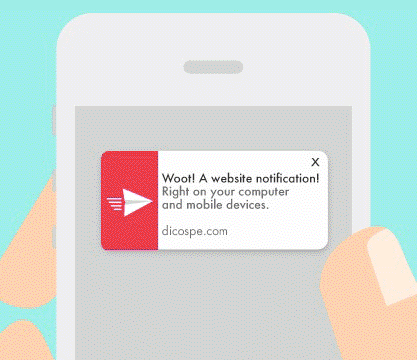 X
Woot! A website notification!
Right on your computer
and mobile devices.
dicospe.com